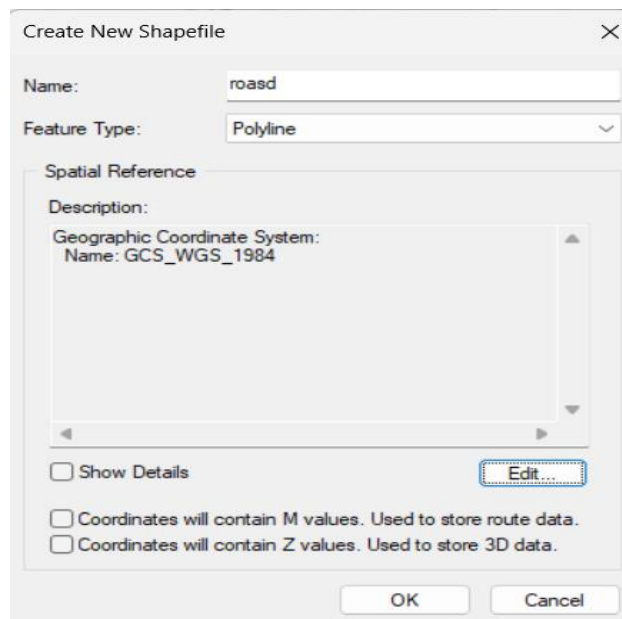 Create New Shapefile
Name: roasd
Feature Type: Polyline
Spatial Reference
Description:
Geographic Coordinate System:
Name: GCS_WGS_1984
Show Details
Edit...
Coordinates will contain M values. Used to store route data.
Coordinates will contain Z values. Used to store 3D data.
OK Cancel